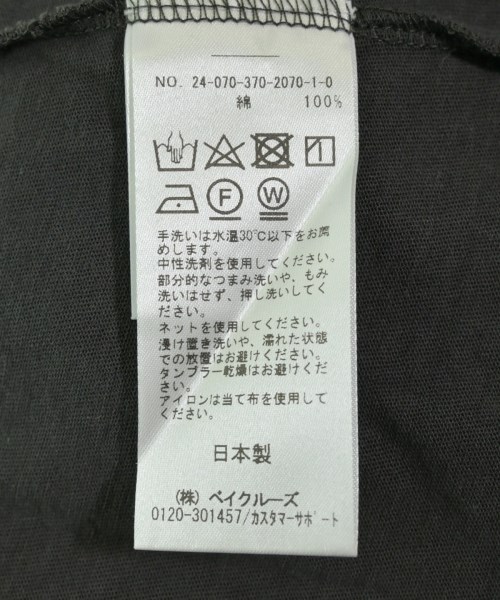 NO. 24-070-370-2070-1-0
綿 100%
F W
手洗いは水温30℃以下をお薦
めします。
中性洗剤を使用してください。
部分的なつまみ洗いや、もみ
洗いはせず、押し洗いしてく
ださい。
ネットを使用してください。
浸け置き洗いや、濡れた状態
での放置はお避けください。
タンブラー乾燥はお避けくだ
さい。
アイロンは当て布を使用して
ください。
日本製
(株) ベイクルーズ
0120-301457/カスタマーサポート